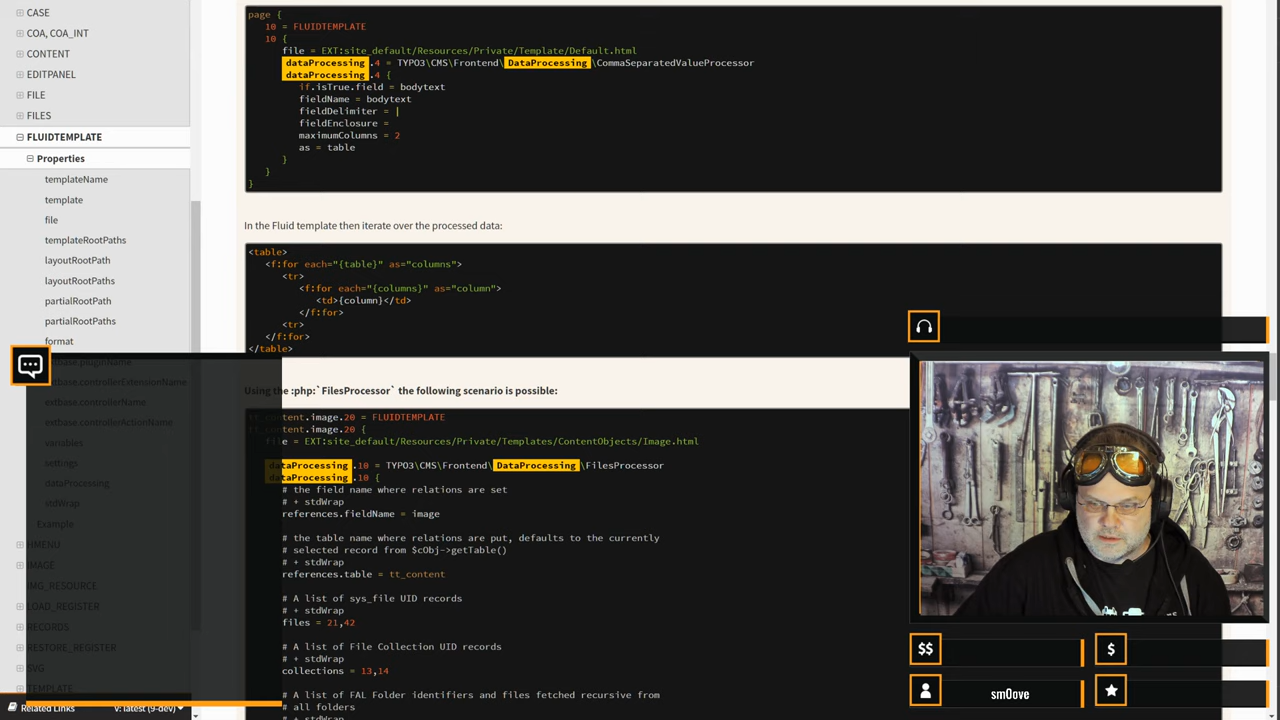 CASE
COA, COA_INT
CONTENT
EDITPANEL
FILE
FILES
FLUIDTEMPLATE
Properties
templateName
template
file
templateRootPaths
layoutRootPath
layoutRootPaths
partialRootPath
partialRootPaths
format
extbase.pluginName
extbase.controllerExtensionName
extbase.controllerName
extbase.controllerActionName
variables
settings
dataProcessing
stdWrap
Example
HMENU
IMAGE
IMG_RESOURCE
LOAD_REGISTER
RECORDS
RESTORE_REGISTER
SVG
TEMPLATE
Related Links
V: latest (9-dev)
page {
10 = FLUIDTEMPLATE
10 {
file = EXT:site_default/Resources/Private/Template/Default.html
dataProcessing.4 = TYPO3\CMS\Frontend\DataProcessing\CommaSeparatedValueProcessor
dataProcessing.4 {
if.isTrue.field = bodytext
fieldName = bodytext
fieldDelimiter = |
fieldEnclosure =
maximumColumns = 2
as = table
}
}
}
In the Fluid template then iterate over the processed data:
<table>
<f:for each="{table}" as="columns">
<tr>
<f:for each="{columns}" as="column">
<td>{column}</td>
</f:for>
<tr>
</f:for>
</table>
Using the :php:`FilesProcessor` the following scenario is possible:
tt_content.image.20 = FLUIDTEMPLATE
tt_content.image.20 {
file = EXT:site_default/Resources/Private/Templates/ContentObjects/Image.html
dataProcessing.10 = TYPO3\CMS\Frontend\DataProcessing\FilesProcessor
dataProcessing.10 {
# the field name where relations are set
# + stdWrap
references.fieldName = image
# the table name where relations are put, defaults to the currently
# selected record from $cObj->getTable()
# + stdWrap
references.table = tt_content
# A list of sys_file UID records
# + stdWrap
files = 21,42
# A list of File Collection UID records
# + stdWrap
collections = 13,14
# A list of FAL Folder identifiers and files fetched recursive from
# all folders
# + stdWrap
$$
$
sm0ove